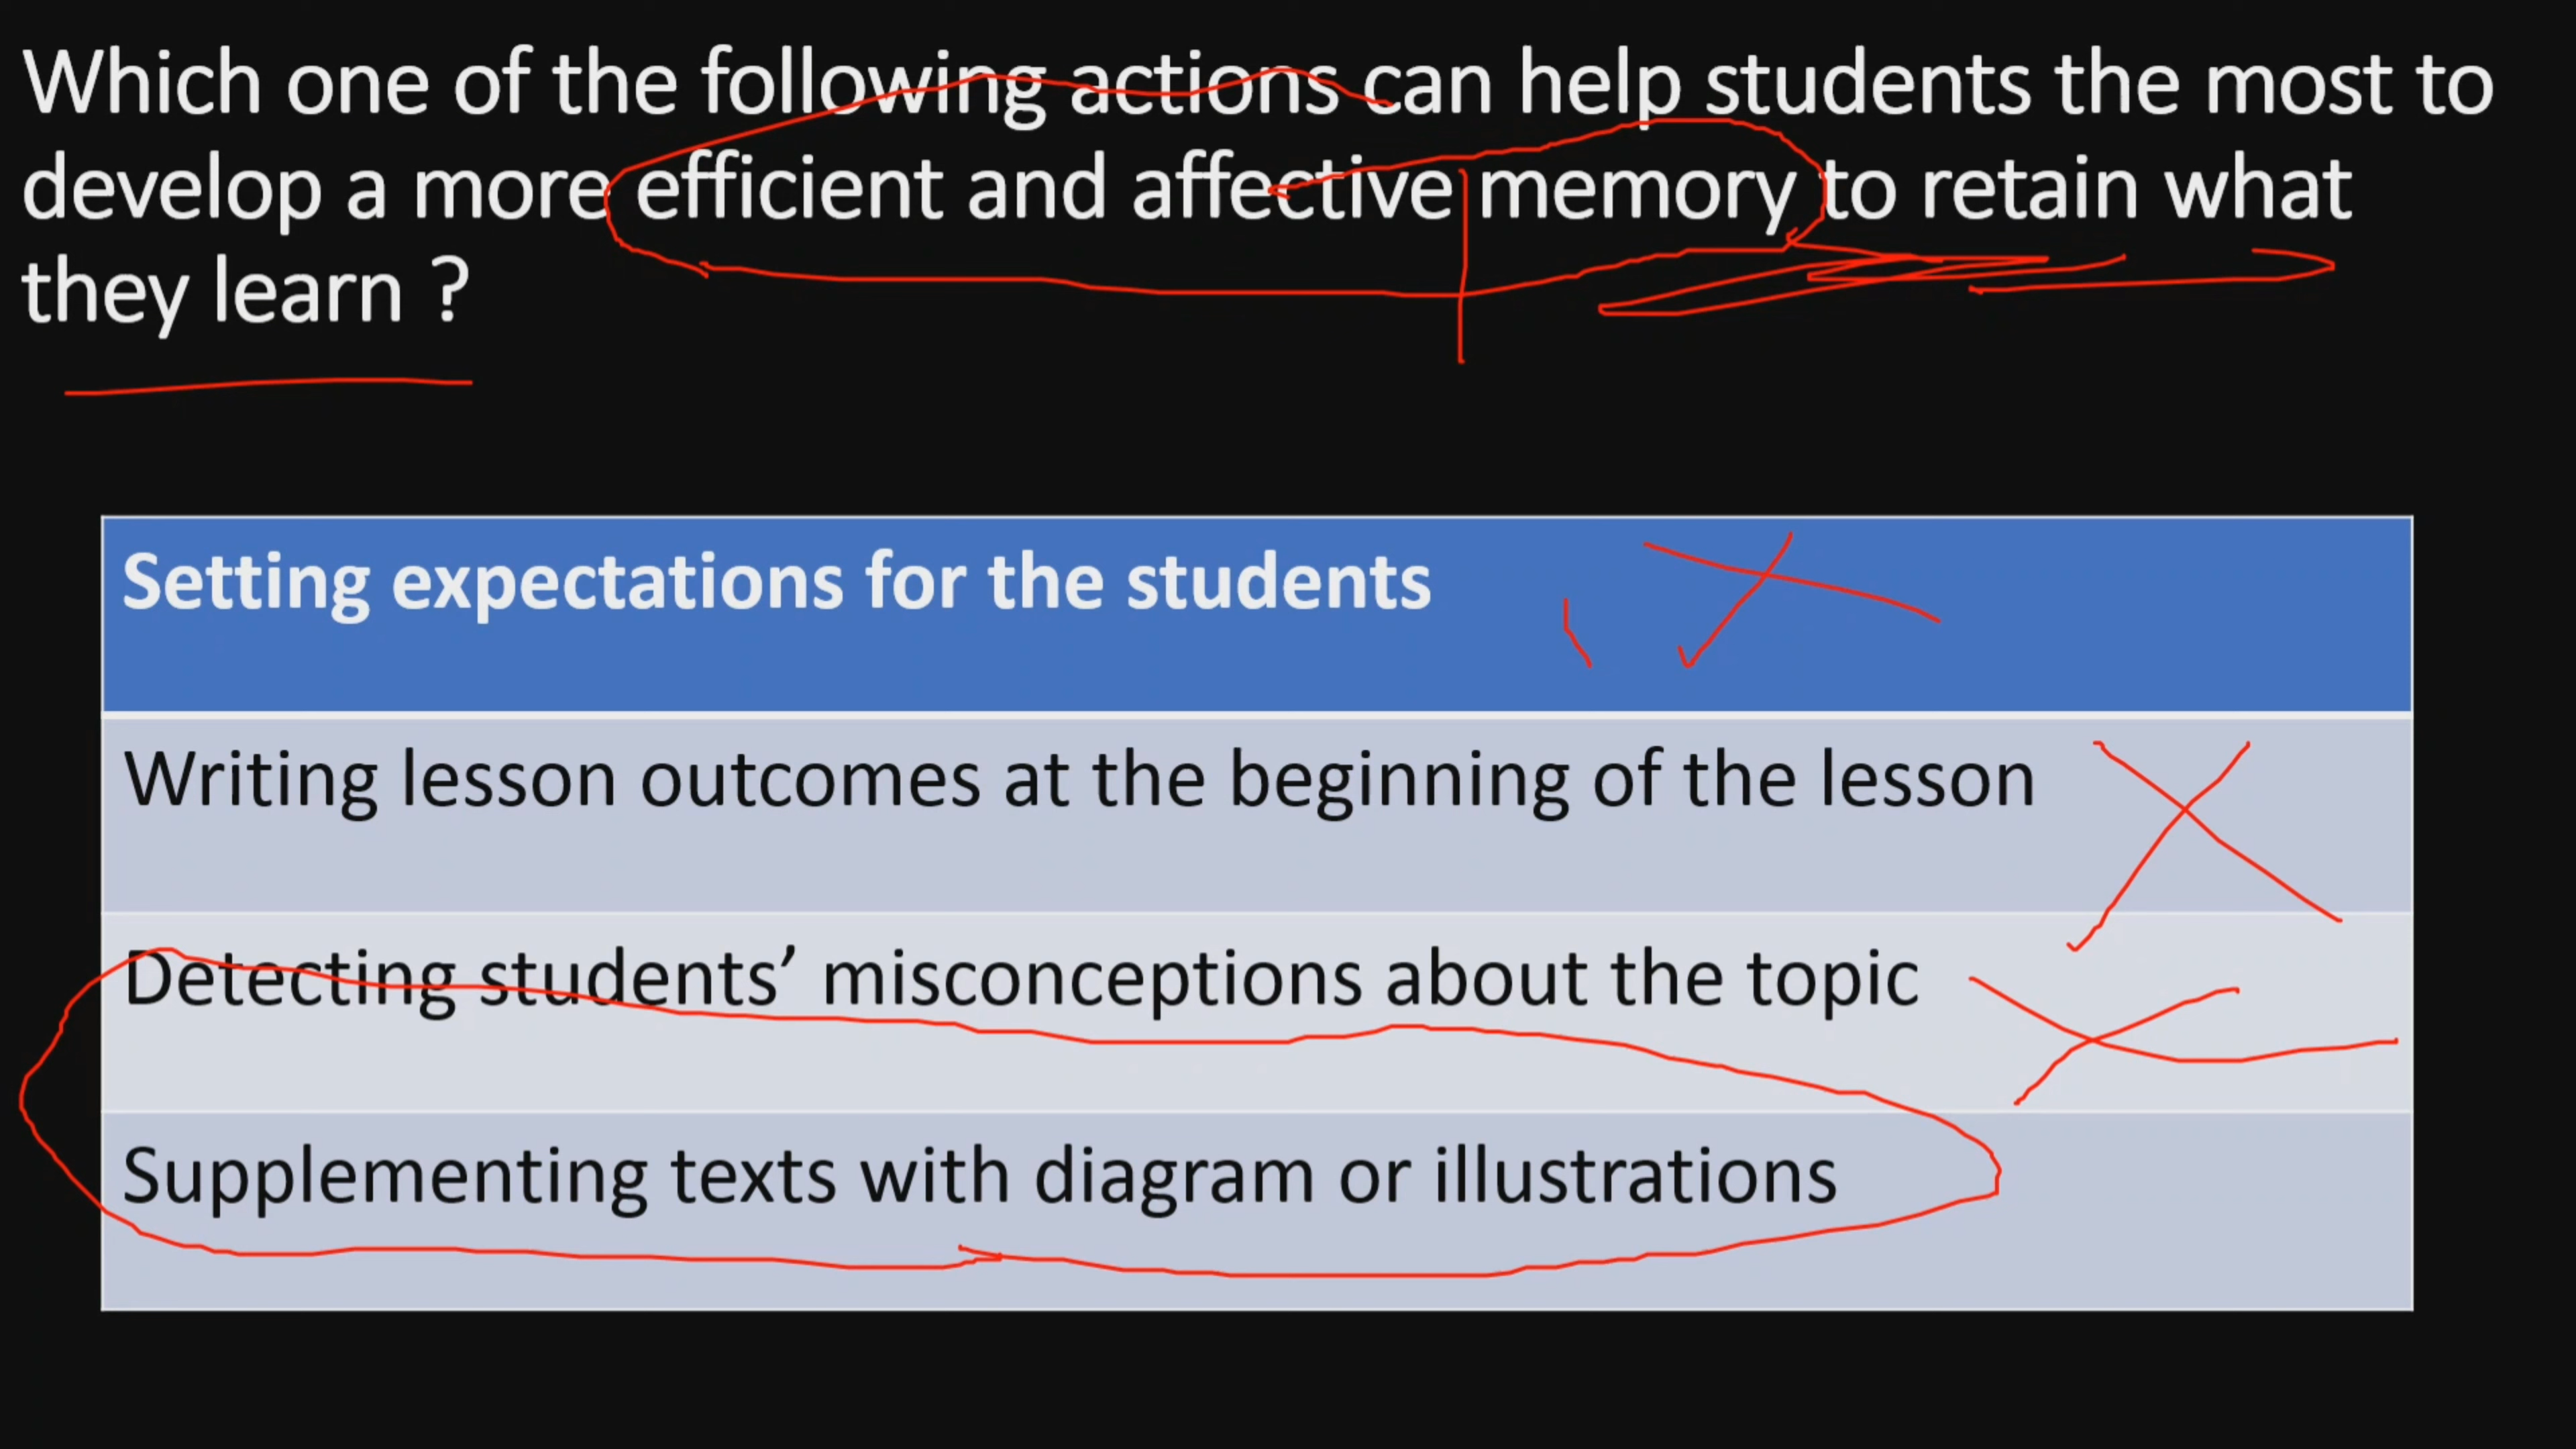 Which one of the following actions can help students the most to
develop a more efficient and affective memory to retain what
they learn ?
Setting expectations for the students
Writing lesson outcomes at the beginning of the lesson
Detecting students’ misconceptions about the topic
Supplementing texts with diagram or illustrations